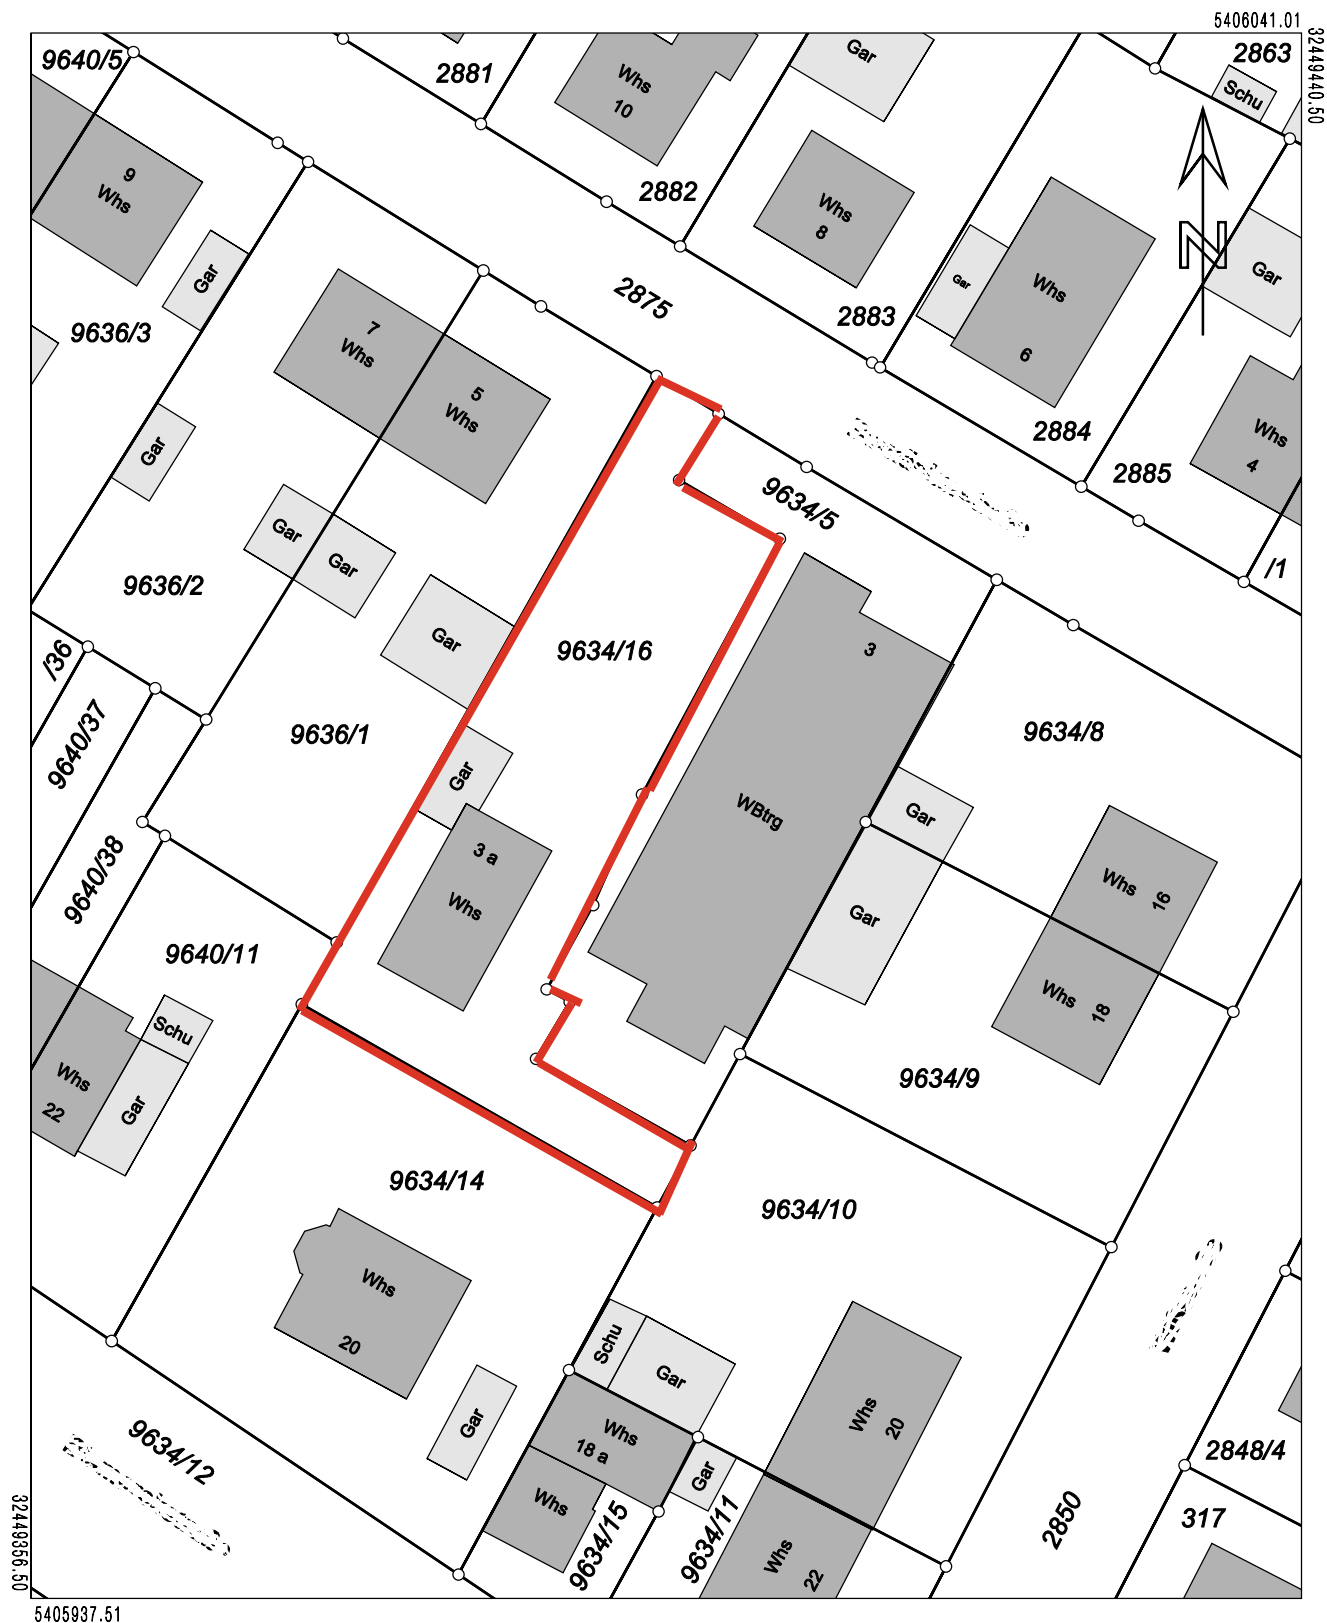 5406041.01
32449440.50
9640/5
2881
Whs
10
Gar
2863
Schu
9
Whs
2882
Whs
8
Gar
N
Gar
Whs
6
Gar
9636/3
7
Whs
5
Whs
2875
2883
2884
2885
Whs
4
Gar
9634/5
/1
Gar
Gar
9636/2
/36
Gar
9634/16
3
9640/37
9636/1
9634/8
Gar
WBtrg
Gar
9640/38
3 a
Whs
Whs
16
Gar
9640/11
Schu
Whs
18
Whs
22
Gar
9634/9
9634/14
9634/10
Whs
20
Schu
Gar
Gar
Whs
18 a
Whs
20
9634/12
Gar
2848/4
Whs
9634/15
9634/11
2850
317
Whs
22
32449356.50
5405937.51